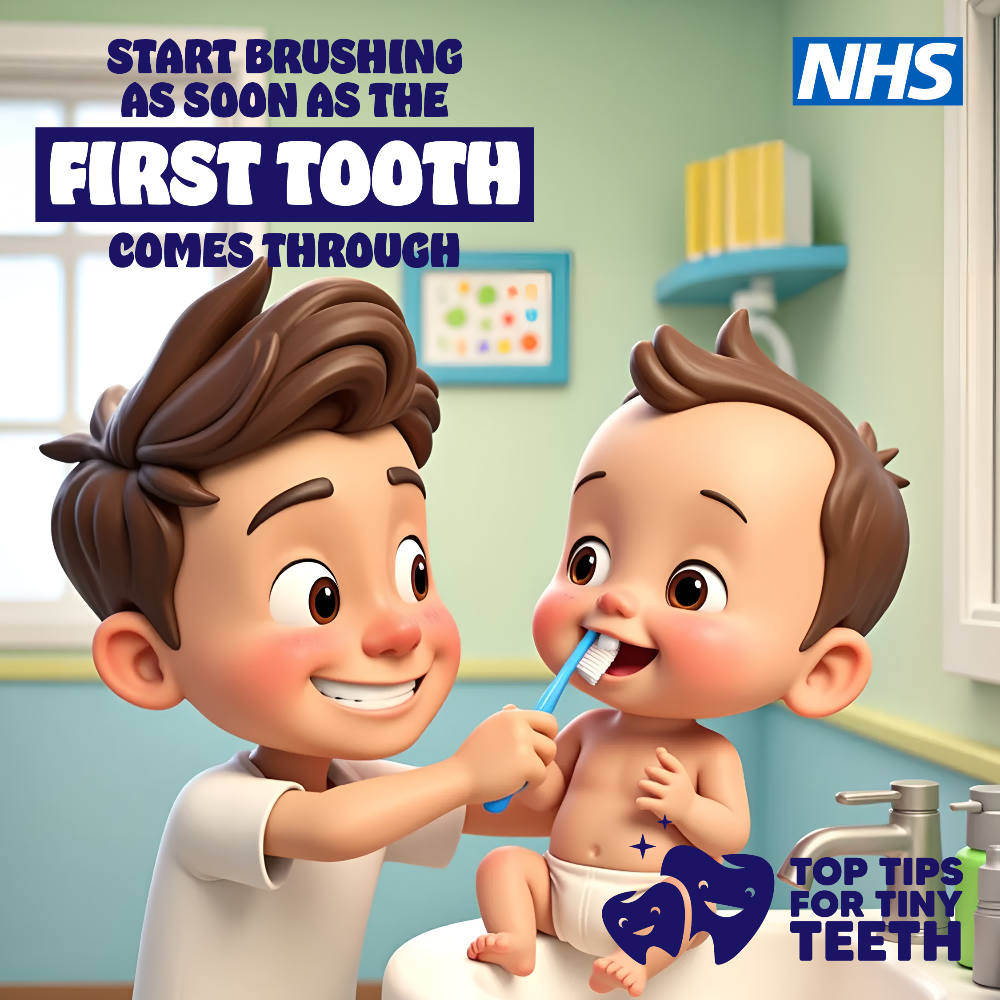 START BRUSHING
AS SOON AS THE
FIRST TOOTH
COMES THROUGH
NHS
TOP TIPS
FOR TINY
TEETH